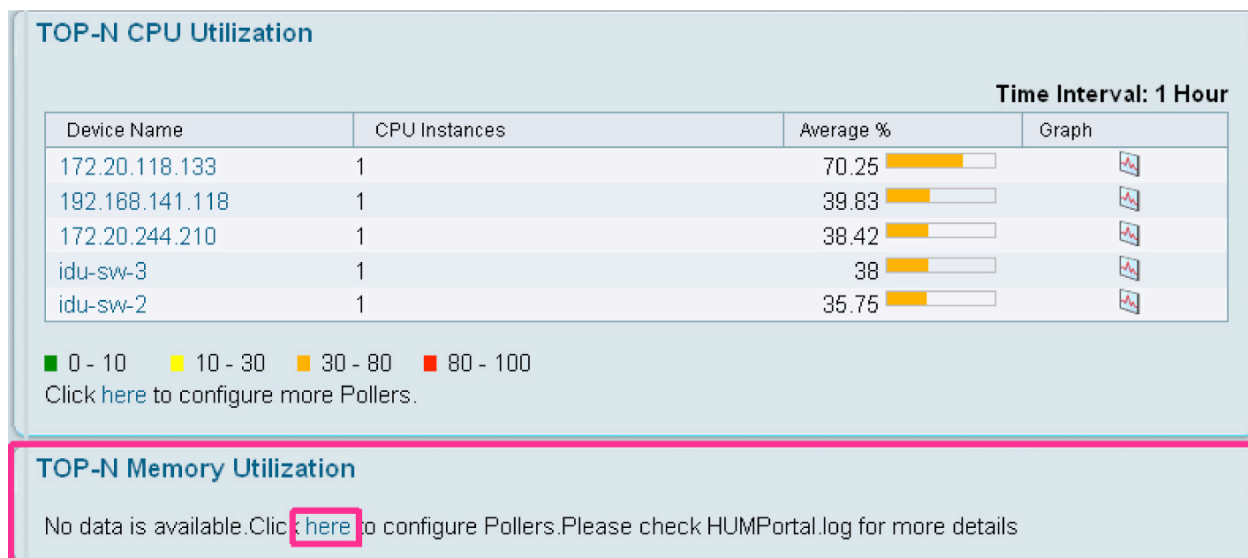 TOP-N CPU Utilization
Time Interval: 1 Hour
Device Name CPU Instances Average % Graph
172.20.118.133 1 70.25
192.168.141.118 1 39.83
172.20.244.210 1 38.42
idu-sw-3 1 38
idu-sw-2 1 35.75
0 - 10 10 - 30 30 - 80 80 - 100
Click here to configure more Pollers.
TOP-N Memory Utilization
No data is available.Click here to configure Pollers.Please check HUMPortal.log for more details